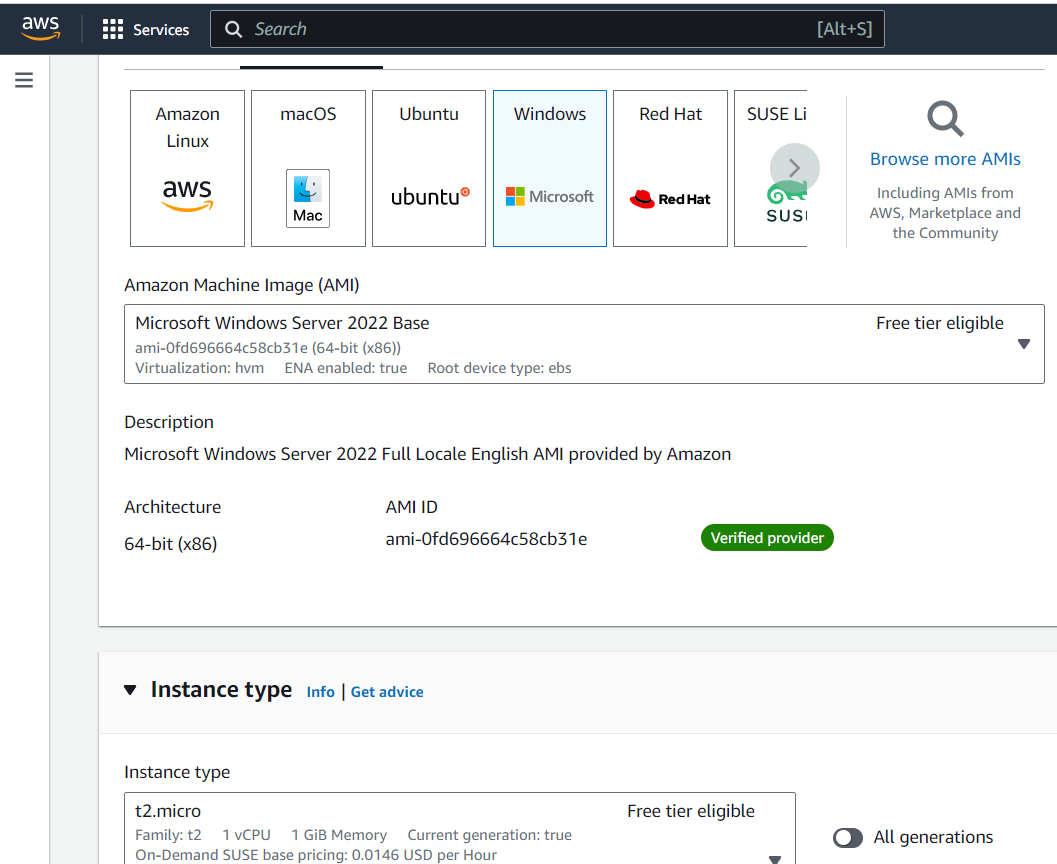 aws Services Search [Alt+S]
Amazon Linux
aws
macOS
Mac
Ubuntu
ubuntu
Windows
Microsoft
Red Hat
Red Hat
SUSE Li
SUS
Browse more AMIs
Including AMIs from
AWS, Marketplace and
the Community
Amazon Machine Image (AMI)
Microsoft Windows Server 2022 Base Free tier eligible
ami-0fd696664c58cb31e (64-bit (x86))
Virtualization: hvm ENA enabled: true Root device type: ebs
Description
Microsoft Windows Server 2022 Full Locale English AMI provided by Amazon
Architecture AMI ID
64-bit (x86) ami-0fd696664c58cb31e Verified provider
Instance type Info | Get advice
Instance type
t2.micro Free tier eligible
Family: t2 1 vCPU 1 GiB Memory Current generation: true
On-Demand SUSE base pricing: 0.0146 USD per Hour
All generations